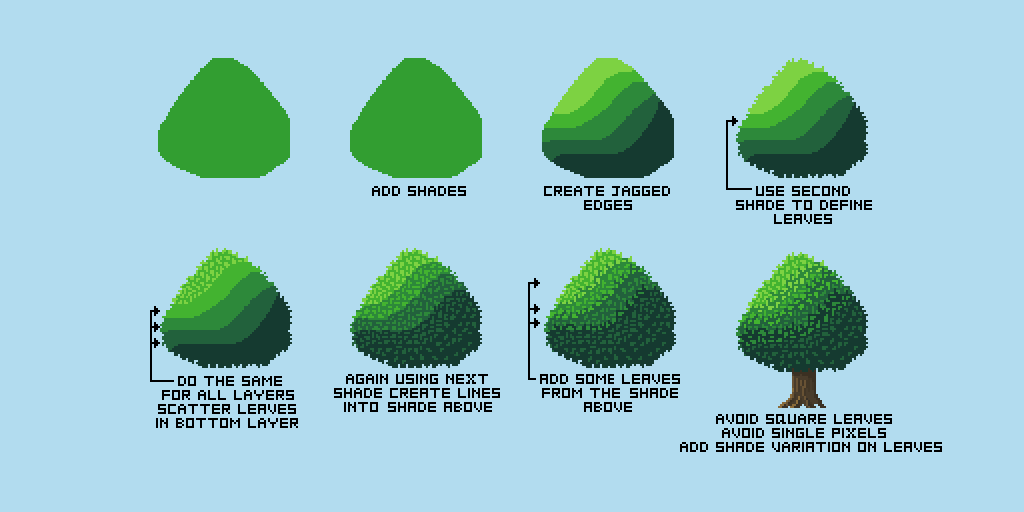 ADD SHADES
CREATE JAGGED
EDGES
USE SECOND
SHADE TO DEFINE
LEAVES
DO THE SAME
FOR ALL LAYERS
SCATTER LEAVES
IN BOTTOM LAYER
AGAIN USING NEXT
SHADE CREATE LINES
INTO SHADE ABOVE
ADD SOME LEAVES
FROM THE SHADE
ABOVE
AVOID SQUARE LEAVES
AVOID SINGLE PIXELS
ADD SHADE VARIATION ON LEAVES